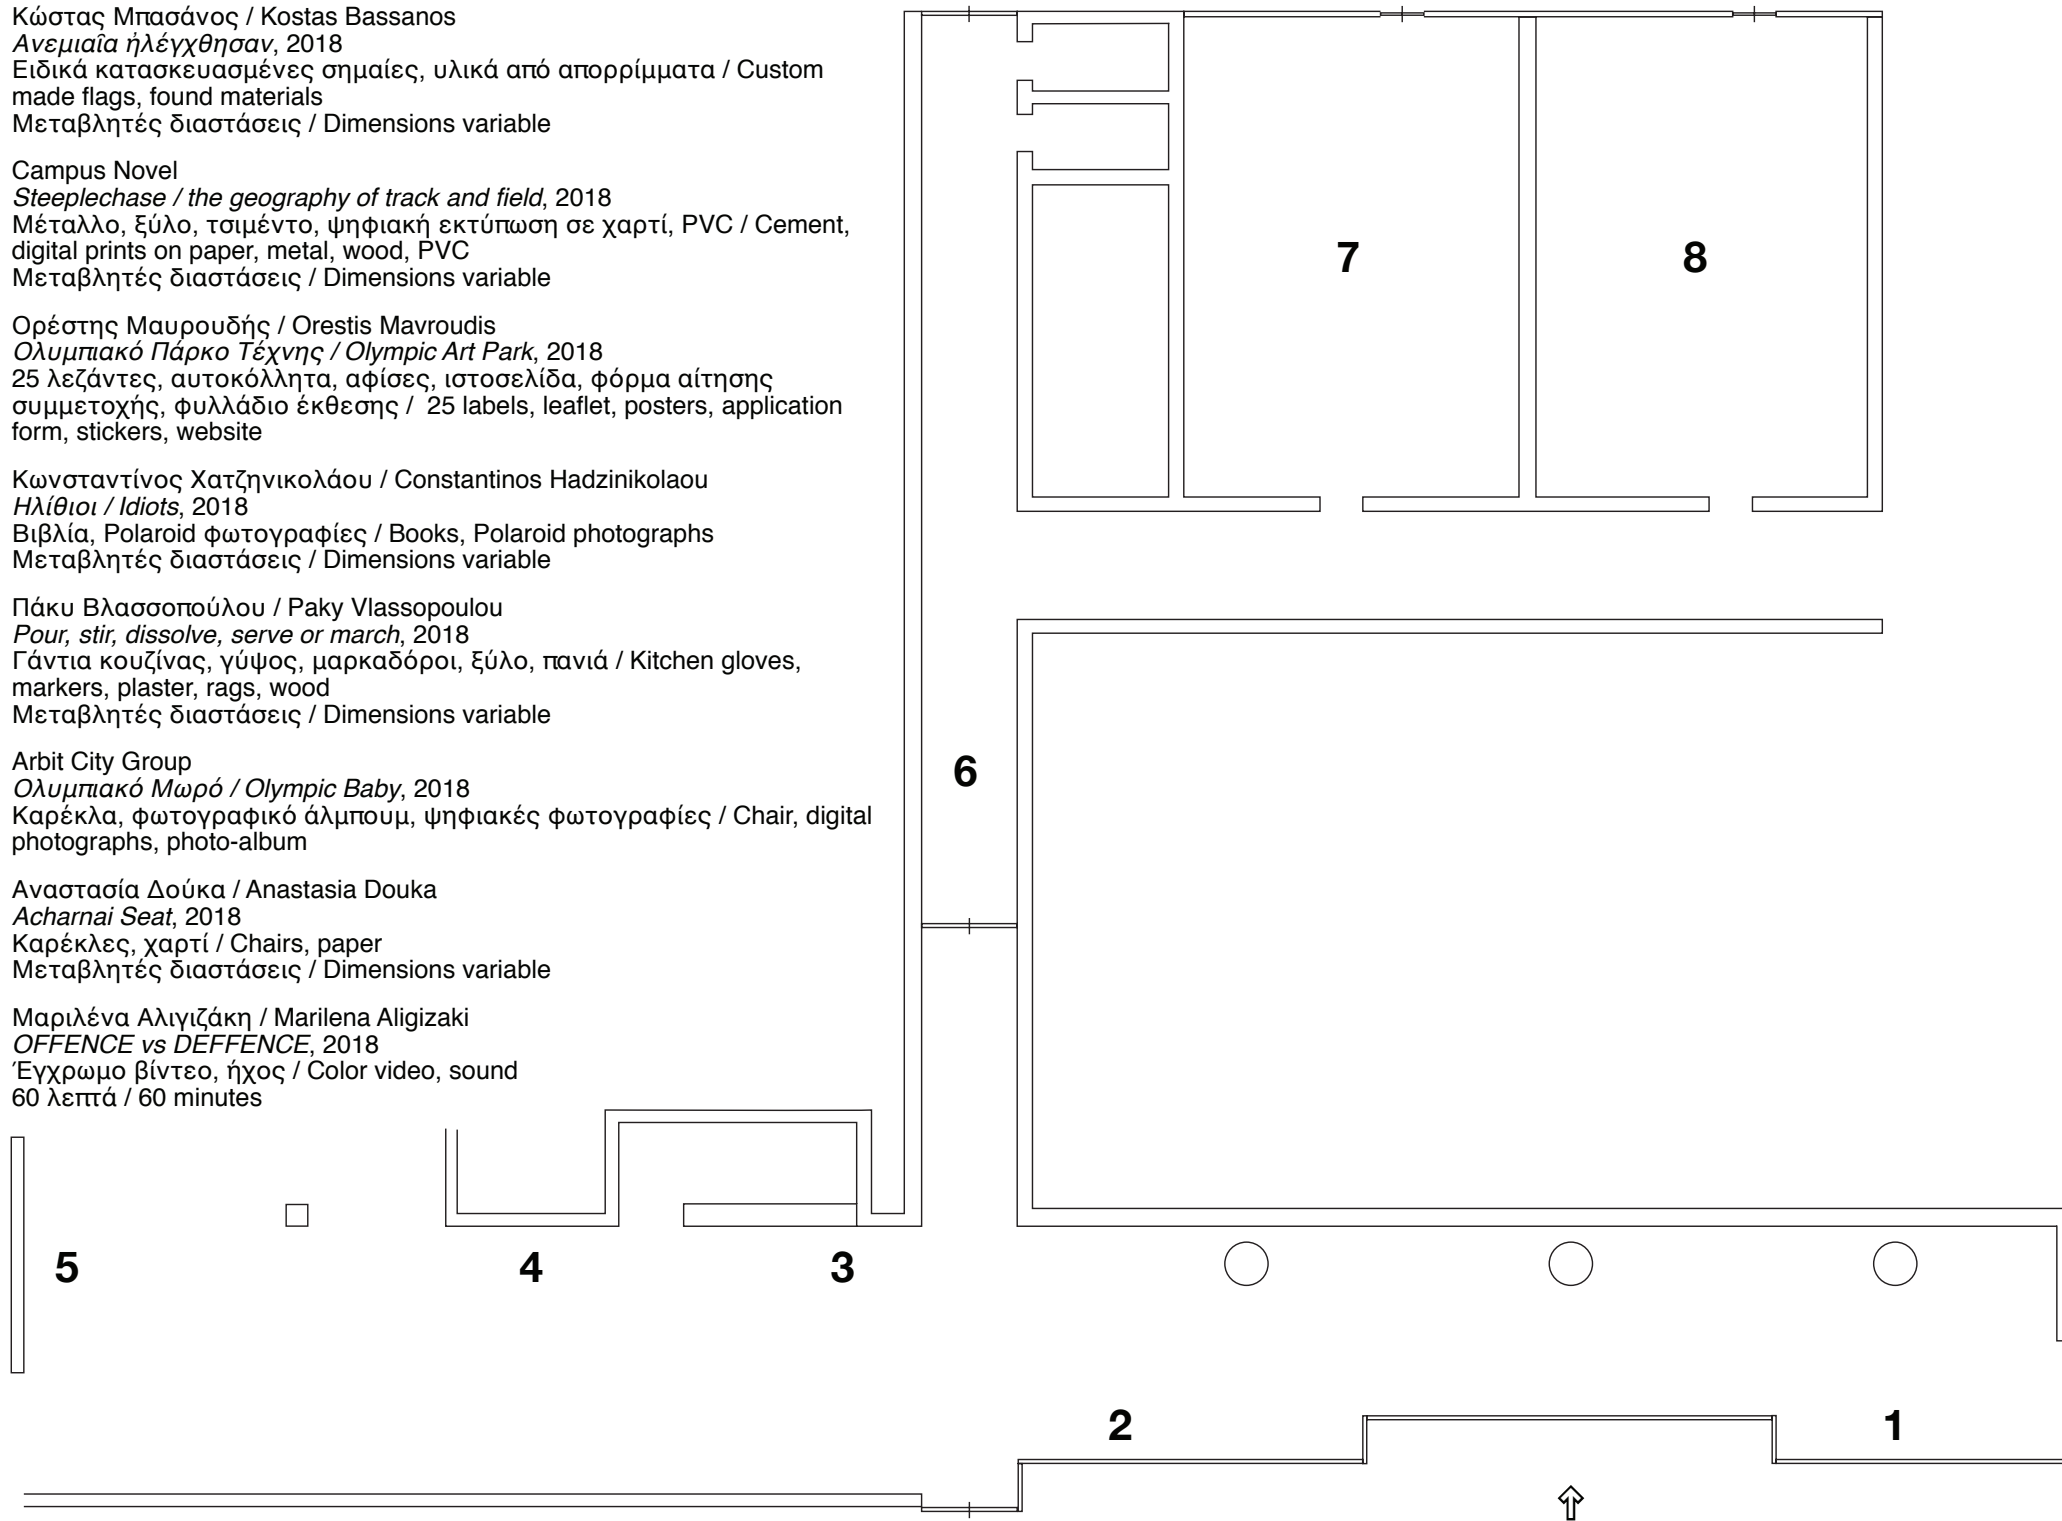 Κώστας Μπασάνος / Kostas Bassanos
Ανεμιαῖα ἠλέγχθησαν, 2018
Ειδικά κατασκευασμένες σημαίες, υλικά από απορρίμματα / Custom
made flags, found materials
Μεταβλητές διαστάσεις / Dimensions variable
Campus Novel
Steeplechase / the geography of track and field, 2018
Μέταλλο, ξύλο, τσιμέντο, ψηφιακή εκτύπωση σε χαρτί, PVC / Cement,
digital prints on paper, metal, wood, PVC
Μεταβλητές διαστάσεις / Dimensions variable
Ορέστης Μαυρουδής / Orestis Mavroudis
Ολυμπιακό Πάρκο Τέχνης / Olympic Art Park, 2018
25 λεζάντες, αυτοκόλλητα, αφίσες, ιστοσελίδα, φόρμα αίτησης
συμμετοχής, φυλλάδιο έκθεσης / 25 labels, leaflet, posters, application
form, stickers, website
Κωνσταντίνος Χατζηνικολάου / Constantinos Hadzinikolaou
Ηλίθιοι / Idiots, 2018
Βιβλία, Polaroid φωτογραφίες / Books, Polaroid photographs
Μεταβλητές διαστάσεις / Dimensions variable
Πάκυ Βλασσοπούλου / Paky Vlassopoulou
Pour, stir, dissolve, serve or march, 2018
Γάντια κουζίνας, γύψος, μαρκαδόροι, ξύλο, πανιά / Kitchen gloves,
markers, plaster, rags, wood
Μεταβλητές διαστάσεις / Dimensions variable
Arbit City Group
Ολυμπιακό Μωρό / Olympic Baby, 2018
Καρέκλα, φωτογραφικό άλμπουμ, ψηφιακές φωτογραφίες / Chair, digital
photographs, photo-album
Αναστασία Δούκα / Anastasia Douka
Acharnai Seat, 2018
Καρέκλες, χαρτί / Chairs, paper
Μεταβλητές διαστάσεις / Dimensions variable
Μαριλένα Αλιγιζάκη / Marilena Aligizaki
OFFENCE vs DEFFENCE, 2018
Έγχρωμο βίντεο, ήχος / Color video, sound
60 λεπτά / 60 minutes
7
8
6
5
4
3
2
1